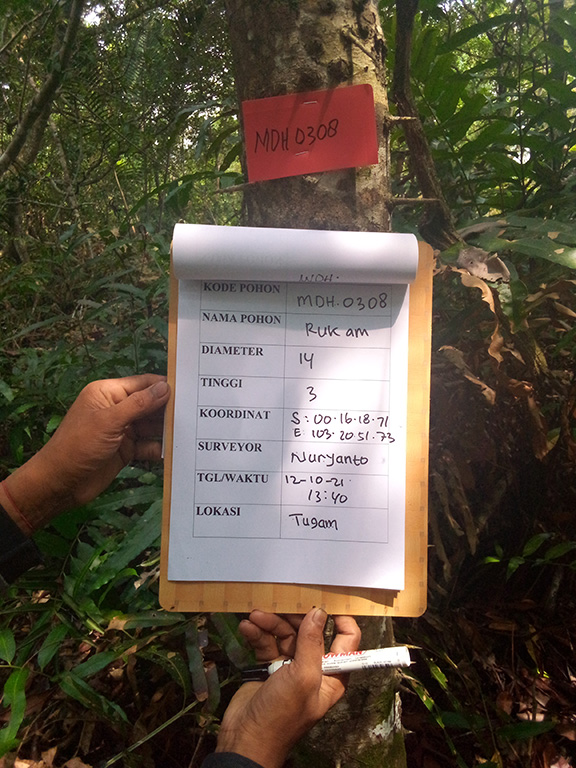 MDH 0308
KODE POHON MDH.0308
NAMA POHON Rukam
DIAMETER 14
TINGGI 3
KOORDINAT S : 00.16.18.71
E: 103.20.51.73
SURVEYOR Nuryanto
TGL/WAKTU 12-10-21
13:40
LOKASI Tugam